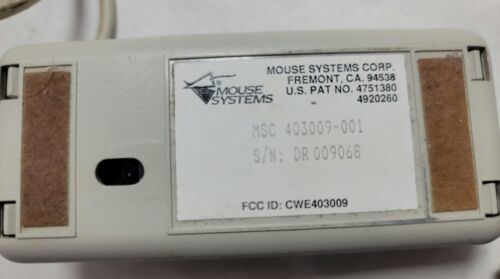 MOUSE SYSTEMS CORP.
FREMONT, CA. 94538
U.S. PAT NO. 4751380
4920260
MOUSE
SYSTEMS
MSC 403009-001
S/N: DR 009068
FCC ID: CWE403009